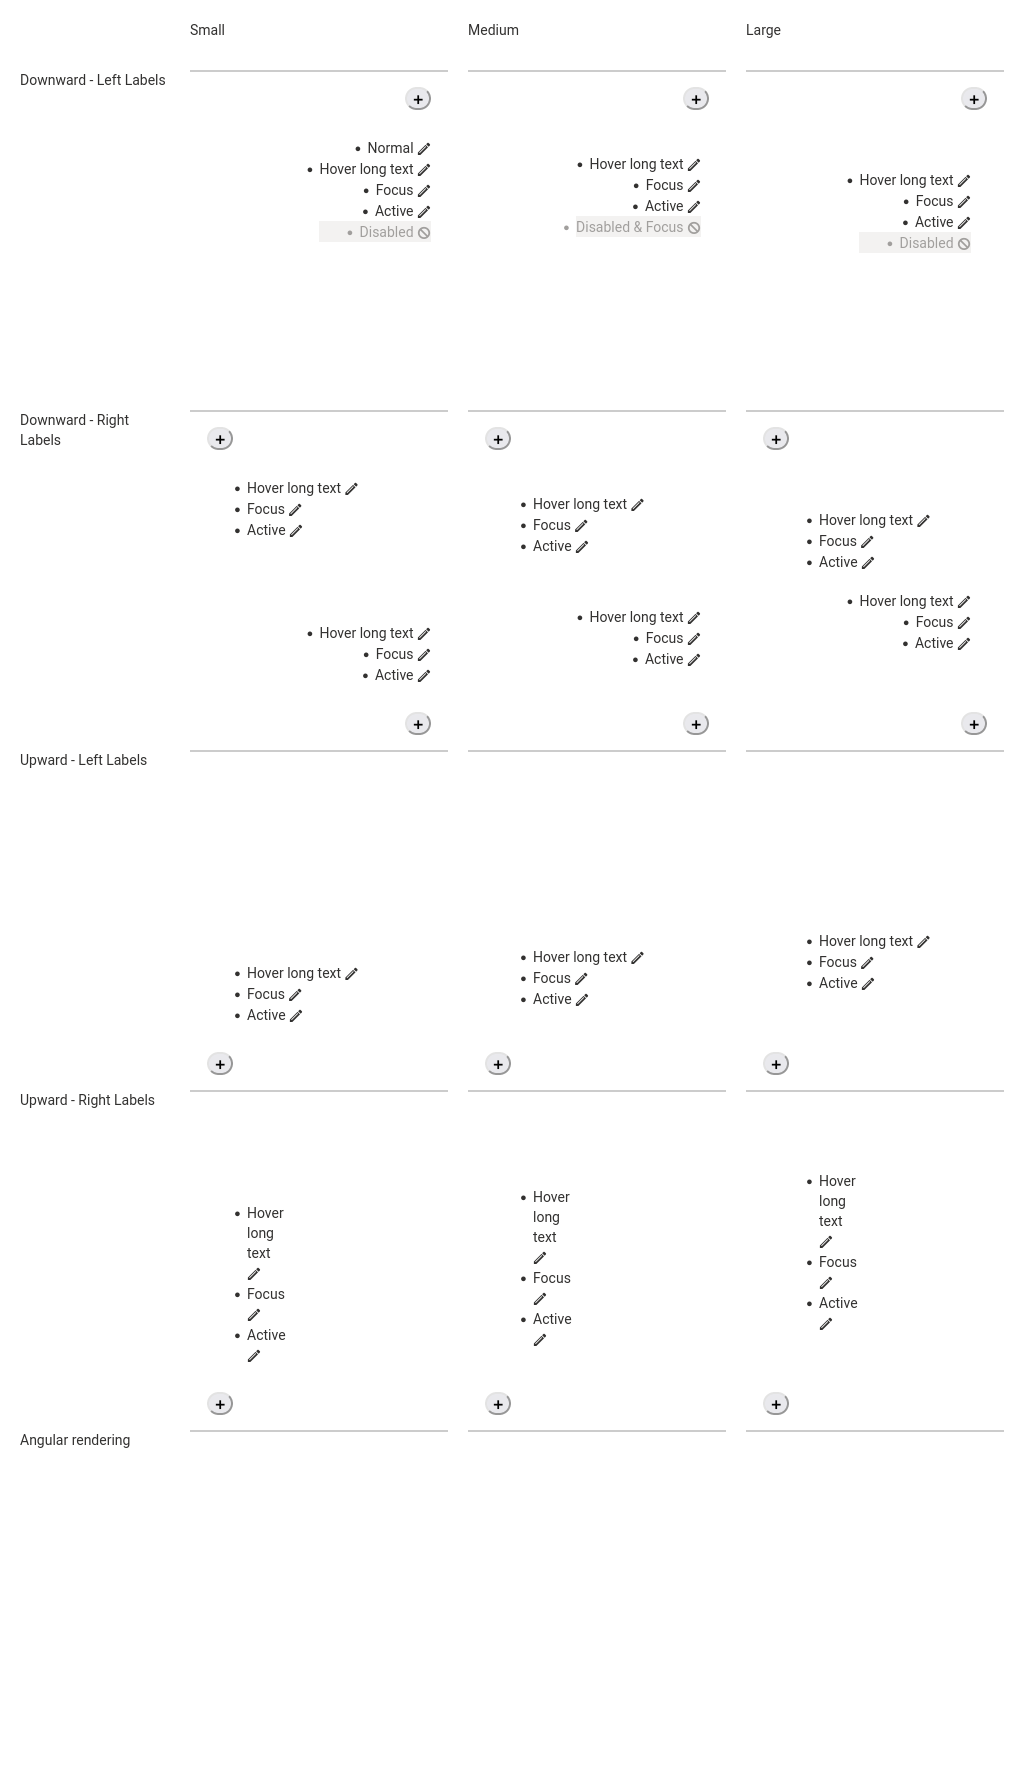 Small Medium Large
Downward - Left Labels
+ + +
• Normal
• Hover long text
• Focus
• Active
• Disabled
• Hover long text
• Focus
• Active
• Disabled & Focus
• Hover long text
• Focus
• Active
• Disabled
Downward - Right
Labels
+ + +
• Hover long text
• Focus
• Active
• Hover long text
• Focus
• Active
• Hover long text
• Focus
• Active
• Hover long text
• Focus
• Active
• Hover long text
• Focus
• Active
• Hover long text
• Focus
• Active
+ + +
Upward - Left Labels
• Hover long text
• Focus
• Active
• Hover long text
• Focus
• Active
• Hover long text
• Focus
• Active
+ + +
Upward - Right Labels
• Hover
long
text
• Focus
• Active
• Hover
long
text
• Focus
• Active
• Hover
long
text
• Focus
• Active
+ + +
Angular rendering